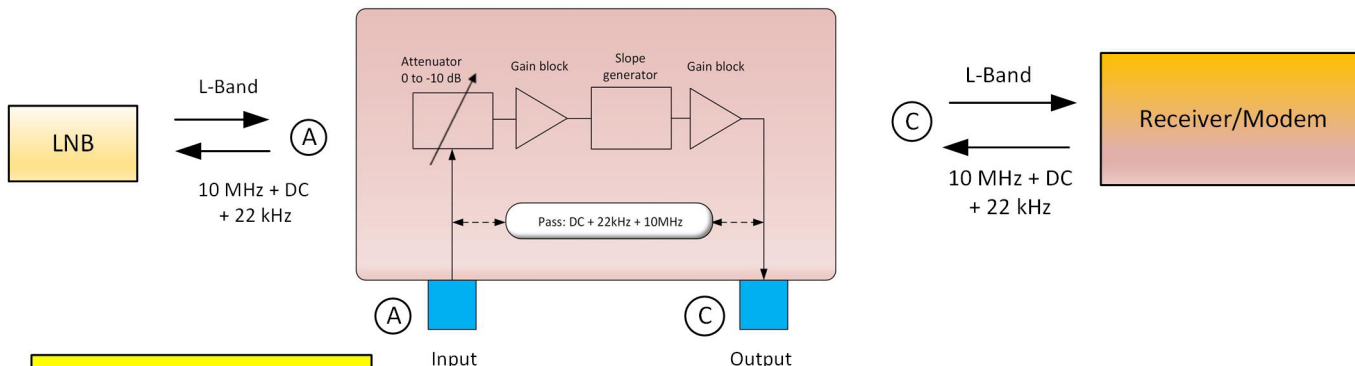 LNB
L-Band
10 MHz + DC
+ 22 kHz
A
Attenuator
0 to -10 dB
Gain block
Slope
generator
Gain block
Pass: DC + 22kHz + 10MHz
A
Input
C
Output
C
L-Band
10 MHz + DC
+ 22 kHz
Receiver/Modem